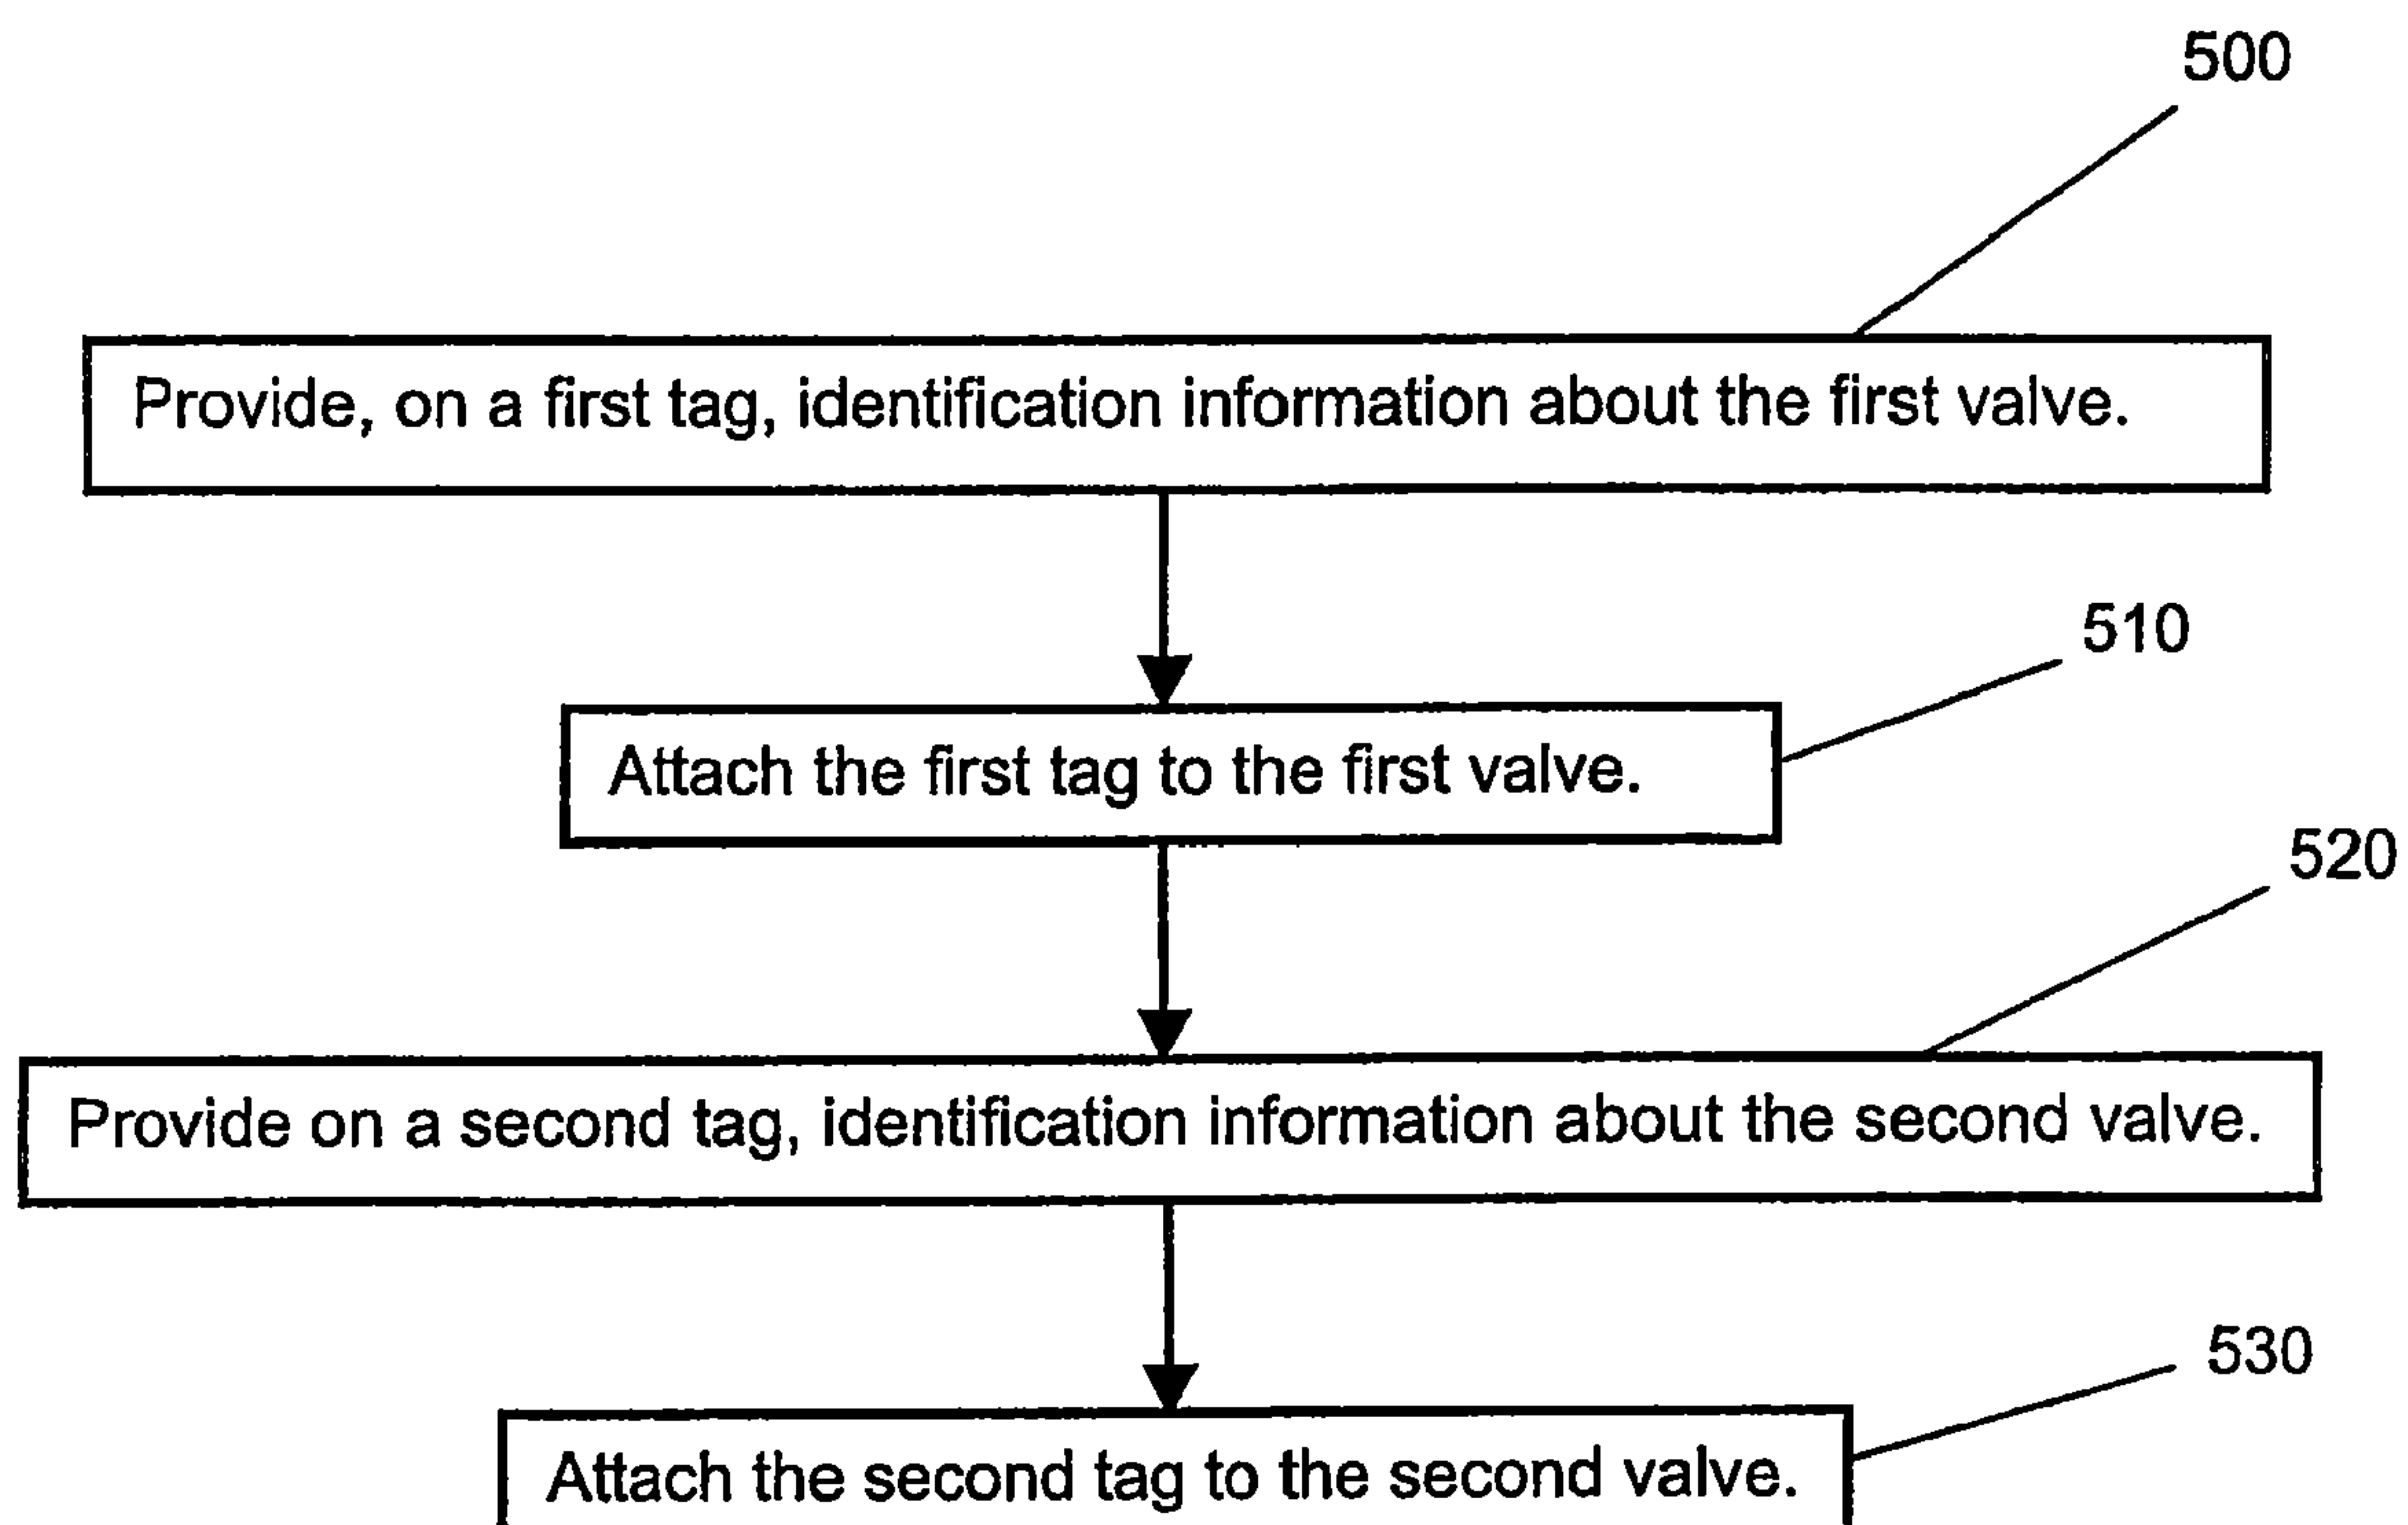 500
Provide, on a first tag, identification information about the first valve.
510
Attach the first tag to the first valve.
520
Provide on a second tag, identification information about the second valve.
530
Attach the second tag to the second valve.